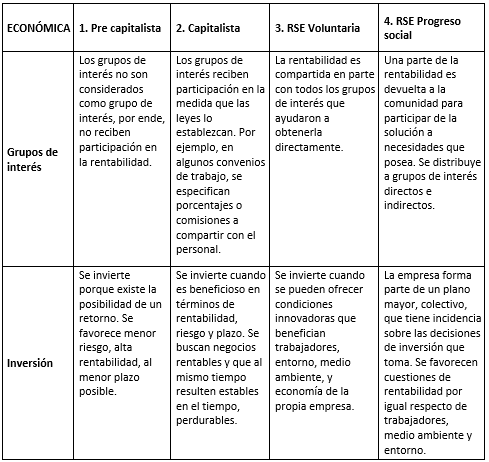 ECONÓMICA
1. Pre capitalista
2. Capitalista
3. RSE Voluntaria
4. RSE Progreso
social
Grupos de
interés
Los grupos de
interés no son
considerados
como grupo de
interés, por ende,
no reciben
participación en
la rentabilidad.
Los grupos de
interés reciben
participación en la
medida que las
leyes lo
establezcan. Por
ejemplo, en
algunos convenios
de trabajo, se
especifican
porcentajes o
comisiones a
compartir con el
personal.
La rentabilidad es
compartida en parte
con todos los grupos
de interés que
ayudaron a
obtenerla
directamente.
Una parte de la
rentabilidad es
devuelta a la
comunidad para
participar de la
solución a
necesidades que
posea. Se distribuye
a grupos de interés
directos e
indirectos.
Inversión
Se invierte
porque existe la
posibilidad de un
retorno. Se
favorece menor
riesgo, alta
rentabilidad, al
menor plazo
posible.
Se invierte cuando
es beneficioso en
términos de
rentabilidad,
riesgo y plazo. Se
buscan negocios
rentables y que al
mismo tiempo
resulten estables
en el tiempo,
perdurables.
Se invierte cuando
se pueden ofrecer
condiciones
innovadoras que
benefician
trabajadores,
entorno, medio
ambiente, y
economía de la
propia empresa.
La empresa forma
parte de un plano
mayor, colectivo,
que tiene incidencia
sobre las decisiones
de inversión que
toma. Se favorecen
cuestiones de
rentabilidad por
igual respecto de
trabajadores,
medio ambiente y
entorno.